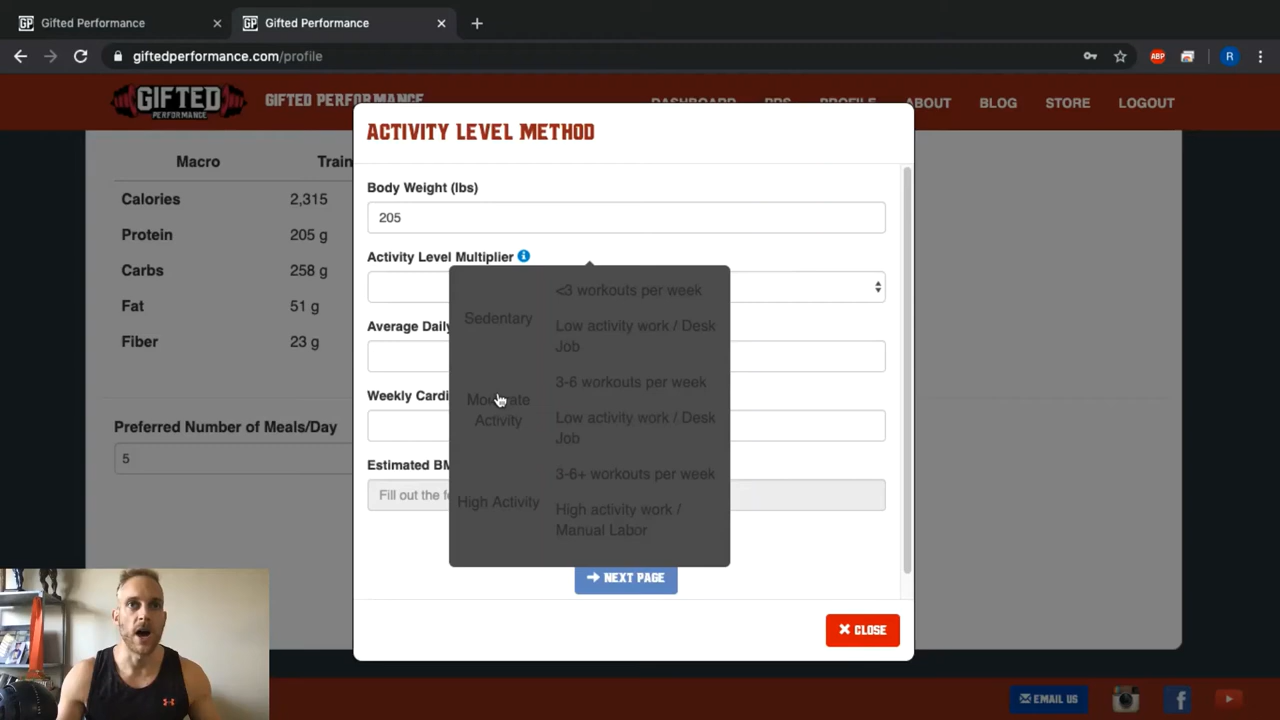 Gifted Performance
Gifted Performance
giftedperformance.com/profile
ABP
R
GIFTED
PERFORMANCE
GIFTED PERFORMANCE
DASHBOARD PRS PROFILE ABOUT BLOG STORE LOGOUT
Macro
Calories 2,315
Protein 205 g
Carbs 258 g
Fat 51 g
Fiber 23 g
Preferred Number of Meals/Day
5
ACTIVITY LEVEL METHOD
Body Weight (lbs)
205
Activity Level Multiplier
Average Daily
Estimated
Fill out the
Sedentary
<3 workouts per week
Low activity work / Desk
Job
Moderate
Activity
3-6 workouts per week
Low activity work / Desk
Job
High Activity
3-6+ workouts per week
High activity work /
Manual Labor
NEXT PAGE
CLOSE
EMAIL US